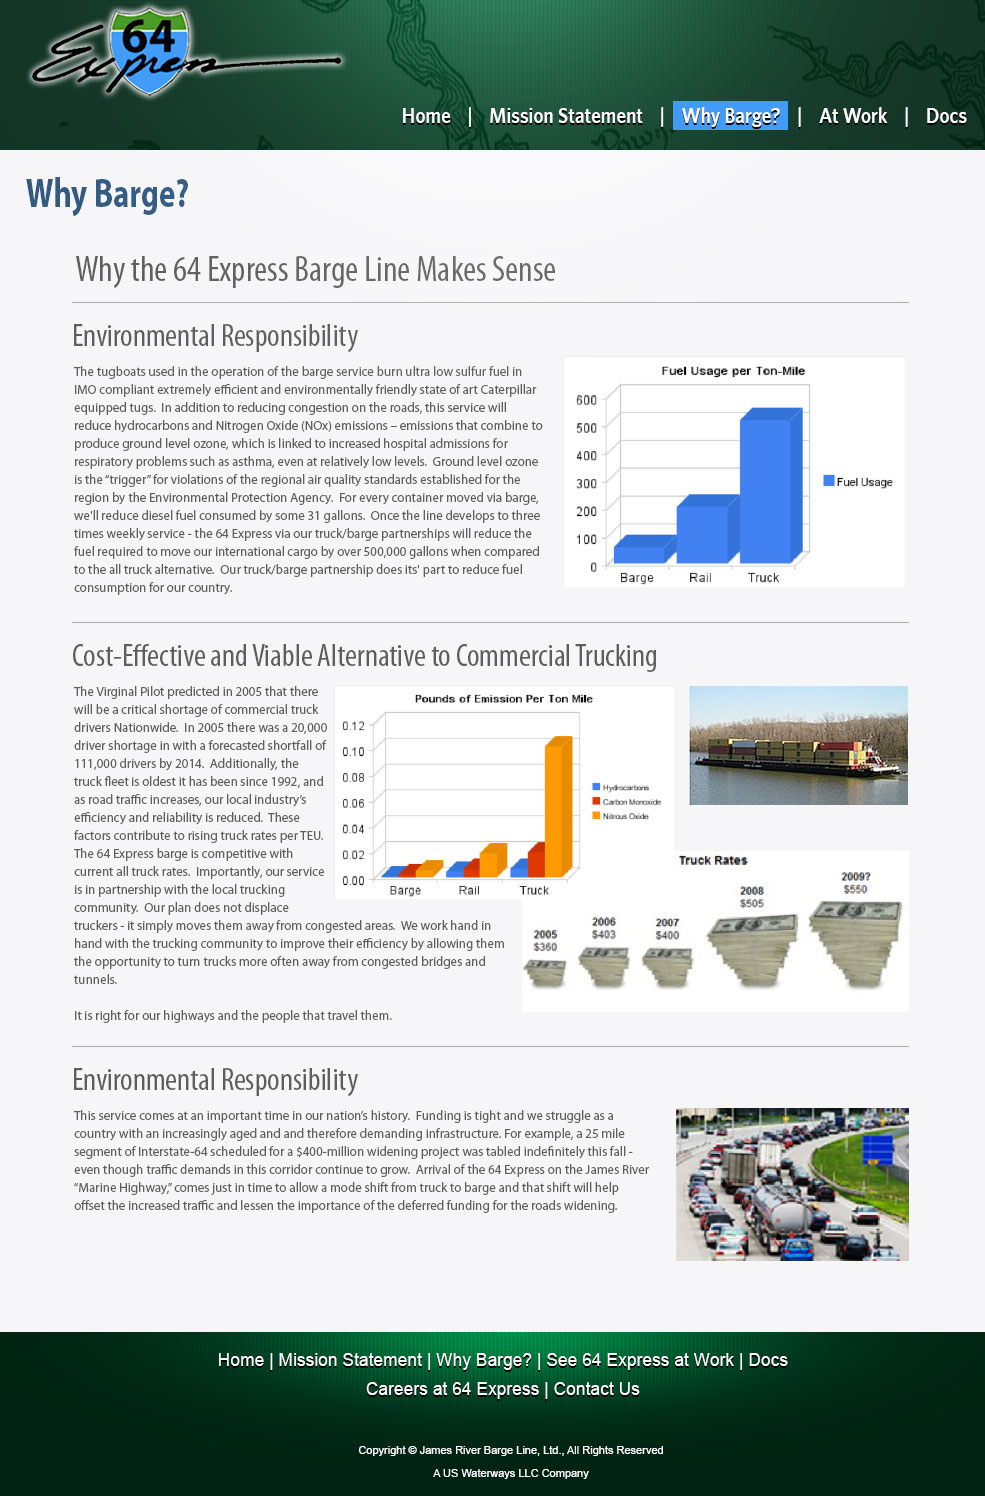 64
Express
Home | Mission Statement | Why Barge? | At Work | Docs
Why Barge?
Why the 64 Express Barge Line Makes Sense
Environmental Responsibility
The tugboats used in the operation of the barge service burn ultra low sulfur fuel in
IMO compliant extremely efficient and environmentally friendly state of art Caterpillar
equipped tugs.  In addition to reducing congestion on the roads, this service will
reduce hydrocarbons and Nitrogen Oxide (NOx) emissions – emissions that combine to
produce ground level ozone, which is linked to increased hospital admissions for
respiratory problems such as asthma, even at relatively low levels.  Ground level ozone
is the “trigger” for violations of the regional air quality standards established for the
region by the Environmental Protection Agency.  For every container moved via barge,
we'll reduce diesel fuel consumed by some 31 gallons.  Once the line develops to three
times weekly service - the 64 Express via our truck/barge partnerships will reduce the
fuel required to move our international cargo by over 500,000 gallons when compared
to the all truck alternative.  Our truck/barge partnership does its' part to reduce fuel
consumption for our country.
Fuel Usage per Ton-Mile
600
500
400
300
200
100
0
Barge Rail Truck
Fuel Usage
Cost-Effective and Viable Alternative to Commercial Trucking
The Virginal Pilot predicted in 2005 that there
will be a critical shortage of commercial truck
drivers Nationwide.  In 2005 there was a 20,000
driver shortage in with a forecasted shortfall of
111,000 drivers by 2014.  Additionally, the
truck fleet is oldest it has been since 1992, and
as road traffic increases, our local industry’s
efficiency and reliability is reduced.  These
factors contribute to rising truck rates per TEU.
The 64 Express barge is competitive with
current all truck rates.  Importantly, our service
is in partnership with the local trucking
community.  Our plan does not displace
truckers - it simply moves them away from congested areas.  We work hand in
hand with the trucking community to improve their efficiency by allowing them
the opportunity to turn trucks more often away from congested bridges and
tunnels.
It is right for our highways and the people that travel them.
Pounds of Emission Per Ton Mile
0.12
0.10
0.08
0.06
0.04
0.02
0.00
Barge Rail Truck
Hydrocarbons
Carbon Monoxide
Nitrous Oxide
Truck Rates
2005
$360
2006
$403
2007
$400
2008
$505
2009?
$550
Environmental Responsibility
This service comes at an important time in our nation’s history.  Funding is tight and we struggle as a
country with an increasingly aged and and therefore demanding infrastructure. For example, a 25 mile
segment of Interstate-64 scheduled for a $400-million widening project was tabled indefinitely this fall -
even though traffic demands in this corridor continue to grow.  Arrival of the 64 Express on the James River
“Marine Highway,” comes just in time to allow a mode shift from truck to barge and that shift will help
offset the increased traffic and lessen the importance of the deferred funding for the roads widening.
Home | Mission Statement | Why Barge? | See 64 Express at Work | Docs
Careers at 64 Express | Contact Us
Copyright © James River Barge Line, Ltd., All Rights Reserved
A US Waterways LLC Company